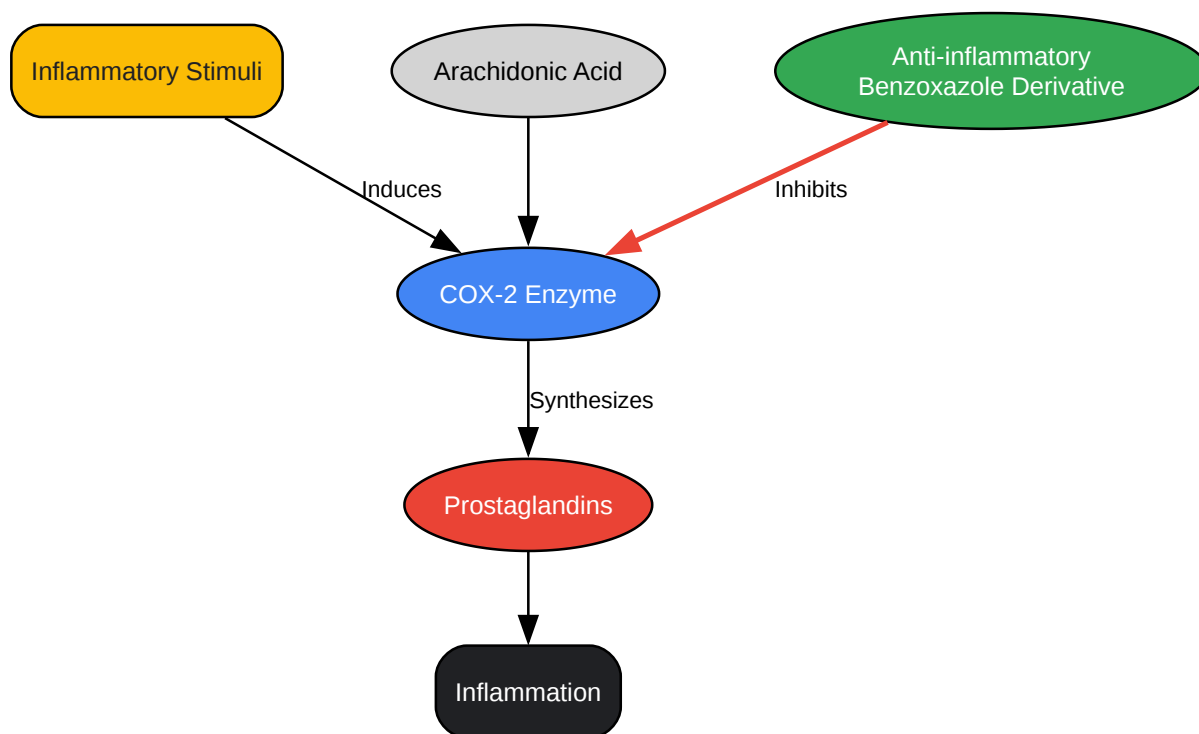 Inflammatory Stimuli
Arachidonic Acid
Anti-inflammatory
Benzoxazole Derivative
Induces
Inhibits
COX-2 Enzyme
Synthesizes
Prostaglandins
Inflammation